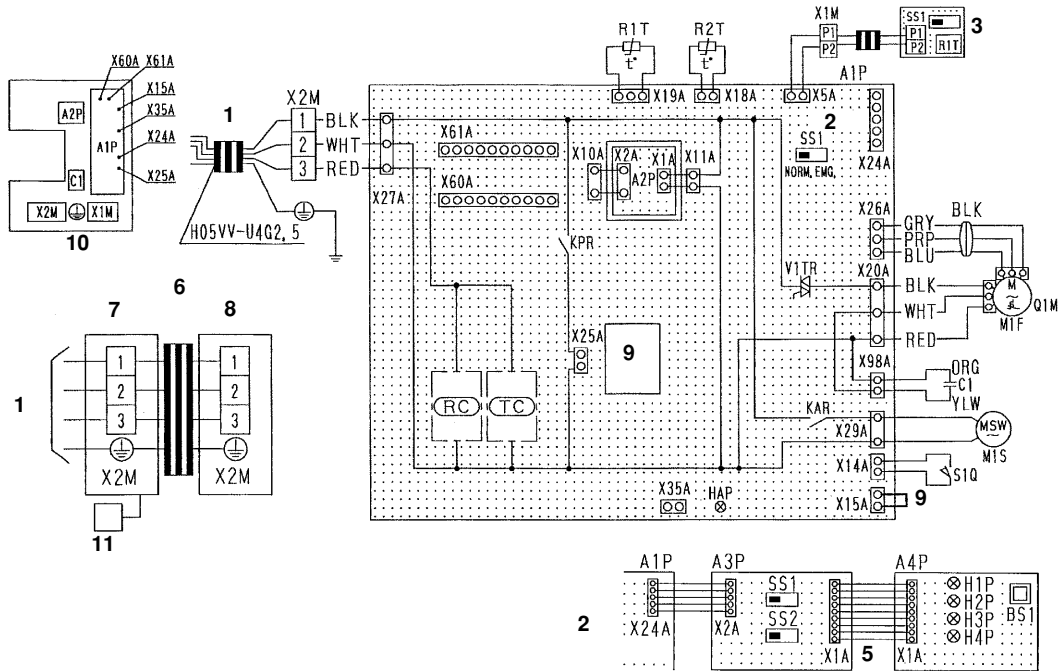 X60A
X61A
X15A
A2P
X35A
A1P
X24A
C1
X25A
X2M
X1M
10
1
X2M
1
BLK
2
WHT
3
RED
X27A
H05VV-U4G2,5
6
7
8
1
1
2
2
3
3
X2M
X2M
1
11
R1T
t°
X19A
R2T
t°
X18A
X1M
P1
P2
SS1
P1
P2
R1T
3
A1P
X5A
2
SS1
NORM. EMG.
X24A
X61A
X60A
X10A
X2A
A2P
X1A
X11A
KPR
X25A
9
RC
TC
V1TR
X26A
GRY
PRP
BLU
BLK
X20A
BLK
WHT
RED
M
~
M1F
Q1M
X98A
ORG
C1
YLW
KAR
X29A
MSW
~
M1S
X14A
S1Q
X15A
9
X35A
HAP
2
A1P
X24A
A3P
X2A
SS1
SS2
X1A
5
A4P
X1A
H1P
H2P
H3P
H4P
BS1